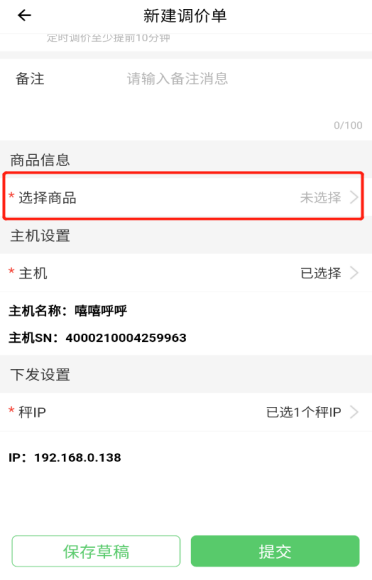 新建调价单
定时调价至少提前10分钟
备注 请输入备注消息
0/100
商品信息
* 选择商品 未选择
主机设置
* 主机 已选择
主机名称：嘻嘻呼呼
主机SN：4000210004259963
下发设置
* 秤IP 已选1个秤IP
IP：192.168.0.138
保存草稿 提交